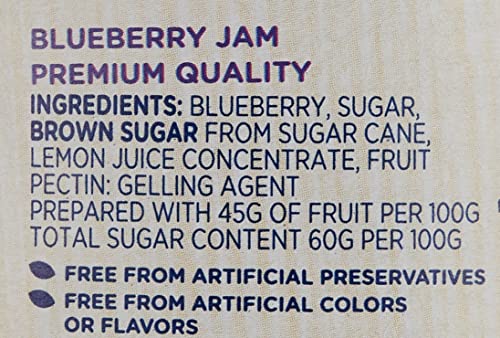 BLUEBERRY JAM
PREMIUM QUALITY
INGREDIENTS: BLUEBERRY, SUGAR,
BROWN SUGAR FROM SUGAR CANE,
LEMON JUICE CONCENTRATE, FRUIT
PECTIN: GELLING AGENT
PREPARED WITH 45G OF FRUIT PER 100G
TOTAL SUGAR CONTENT 60G PER 100G
FREE FROM ARTIFICIAL PRESERVATIVES
FREE FROM ARTIFICIAL COLORS
OR FLAVORS